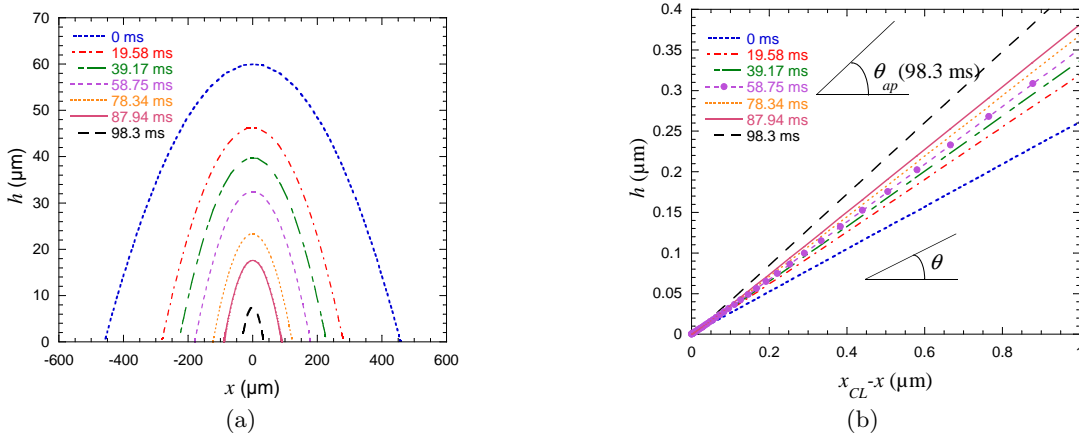 70
60
50
40
30
20
10
0
h (µm)
0 ms
19.58 ms
39.17 ms
58.75 ms
78.34 ms
87.94 ms
98.3 ms
-600 -400 -200 0 200 400 600
x (µm)
(a)
0.4
0.35
0.3
0.25
0.2
0.15
0.1
0.05
0
h (µm)
0 ms
19.58 ms
39.17 ms
58.75 ms
78.34 ms
87.94 ms
98.3 ms
θap(98.3 ms)
θ
0 0.2 0.4 0.6 0.8 1
xCL-x (µm)
(b)